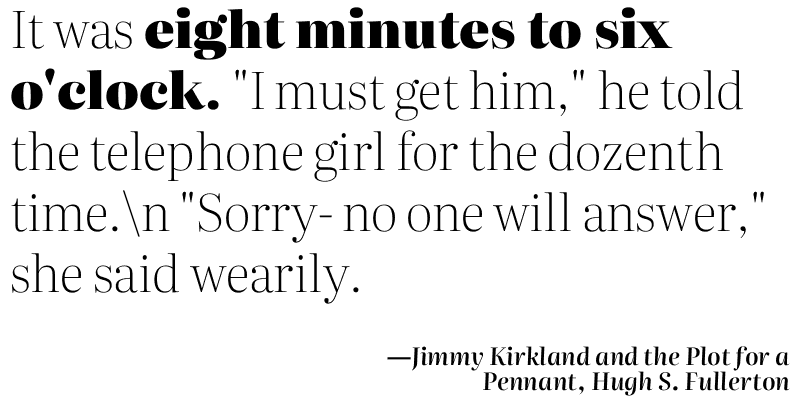 It was eight minutes to six
o'clock. "I must get him," he told
the telephone girl for the dozenth
time.\n "Sorry- no one will answer,"
she said wearily.
—Jimmy Kirkland and the Plot for a
Pennant, Hugh S. Fullerton